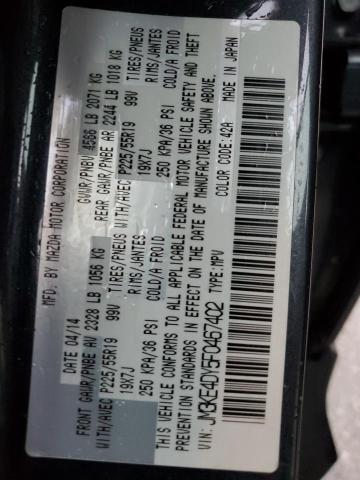 MFD. BY MAZDA MOTOR CORPORATION
DATE 04/14 GVWR/PNBV 4566 LB 2071 KG
FRONT GAWR/PNBE AV 2328 LB 1056 KG REAR GAWR/PNBE AR 2244 LB 1018 KG
WITH/AVEC P225/55R19 99V TIRES/PNEUS WITH/AVEC P225/55R19 99V TIRES/PNEUS
19X7J RIMS/JANTES 19X7J RIMS/JANTES
250 KPA/36 PSI COLD/A FROID 250 KPA/36 PSI COLD/A FROID
THIS VEHICLE CONFORMS TO ALL APPLICABLE FEDERAL MOTOR VEHICLE SAFETY AND THEFT
PREVENTION STANDARDS IN EFFECT ON THE DATE OF MANUFACTURE SHOWN ABOVE.
VIN: JM3KE4DY5F0467402 TYPE: MPV COLOR CODE: 42A MADE IN JAPAN